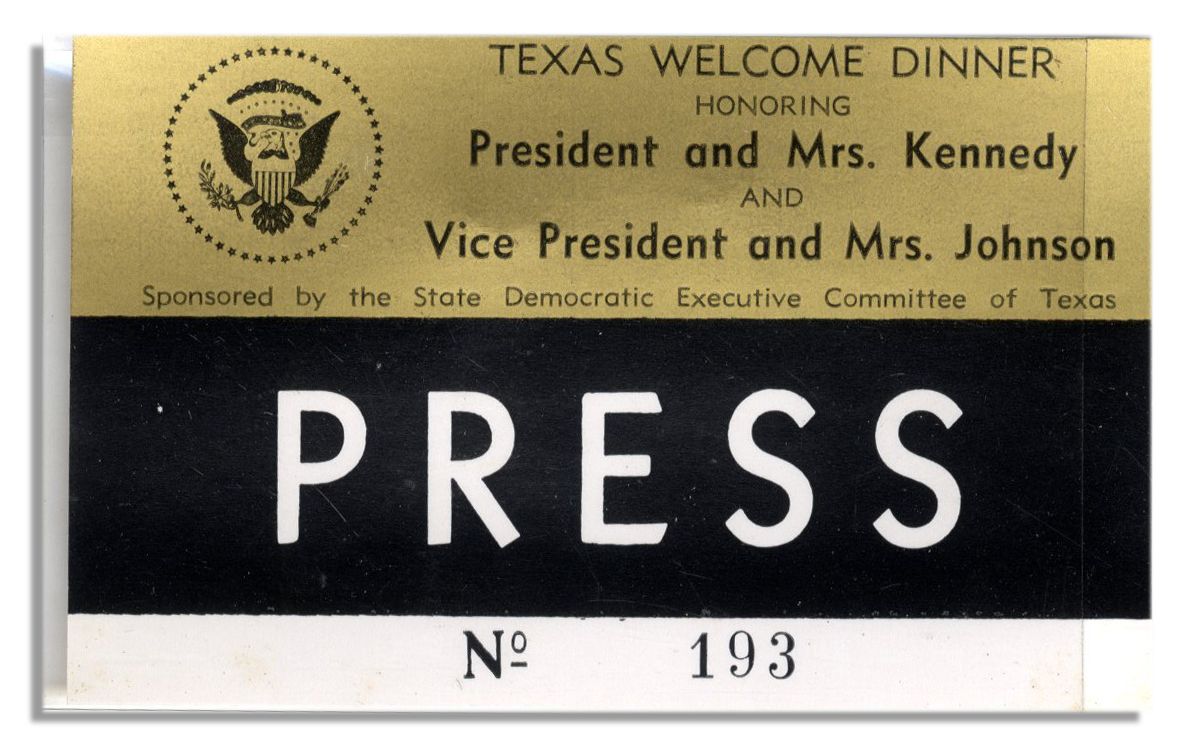 TEXAS WELCOME DINNER
HONORING
President and Mrs. Kennedy
AND
Vice President and Mrs. Johnson
Sponsored by the State Democratic Executive Committee of Texas
PRESS
Nº 193